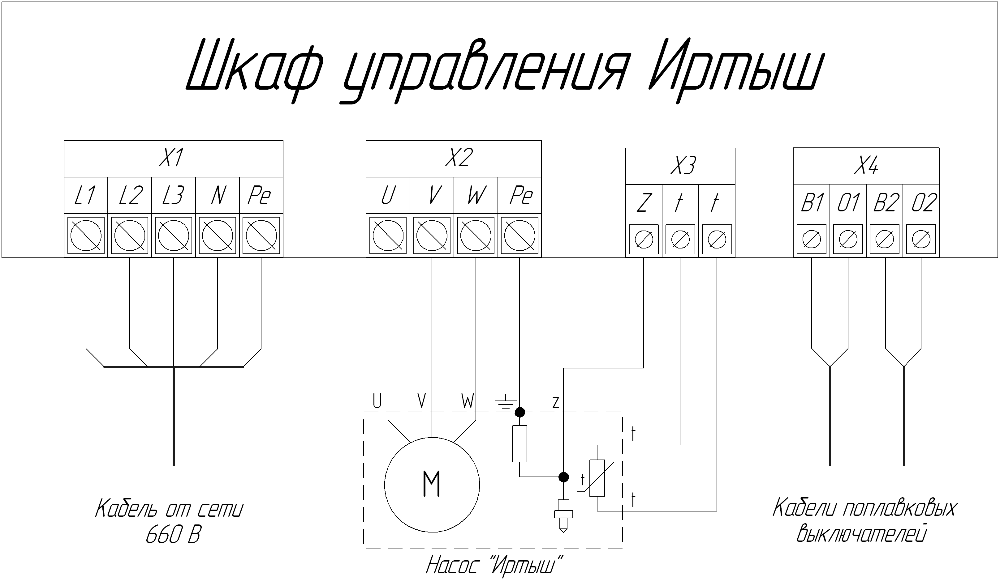 Шкаф управления Иртыш
X1
L1 L2 L3 N Pe
X2
U V W Pe
X3
Z t t
X4
B1 O1 B2 O2
U V W Z
t
M
t
t
Кабель от сети
660 В
Насос "Иртыш"
Кабели поплавковых
выключателей